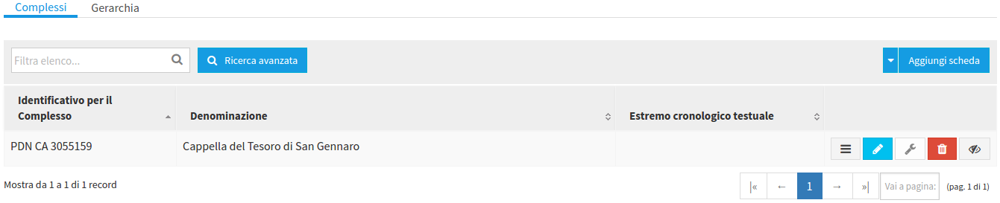 Complessi Gerarchia
Filtra elenco... Ricerca avanzata Aggiungi scheda
Identificativo per il
Complesso Denominazione Estremo cronologico testuale
PDN CA 3055159 Cappella del Tesoro di San Gennaro
Mostra da 1 a 1 di 1 record |« ← 1 → »| Vai a pagina: (pag. 1 di 1)